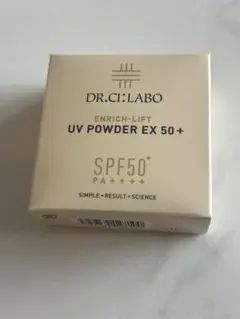 DR.CI:LABO
ENRICH-LIFT
UV POWDER EX 50+
SPF50+
PA++++
SIMPLE•RESULT•SCIENCE